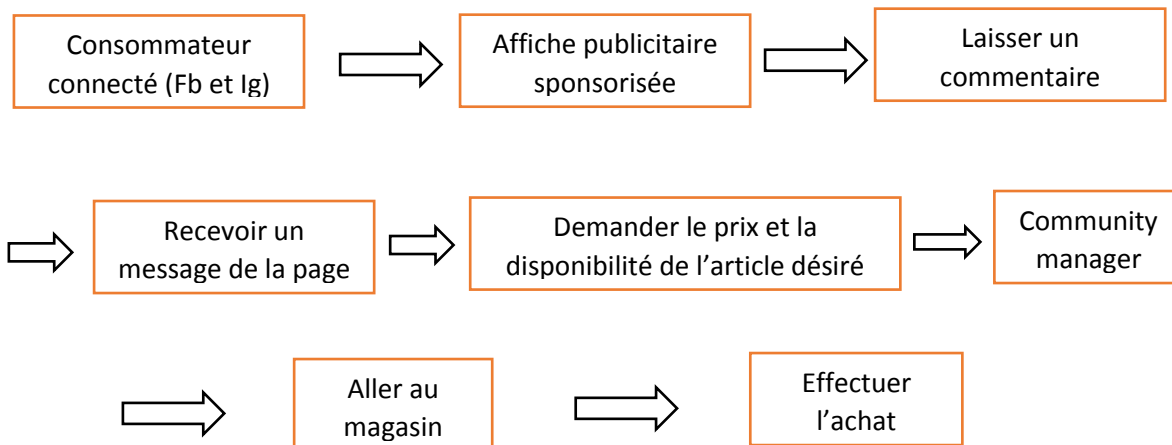 Consommateur
connecté (Fb et Ig)
Affiche publicitaire
sponsorisée
Laisser un
commentaire
Recevoir un
message de la page
Demander le prix et la
disponibilité de l’article désiré
Community
manager
Aller au
magasin
Effectuer
l’achat